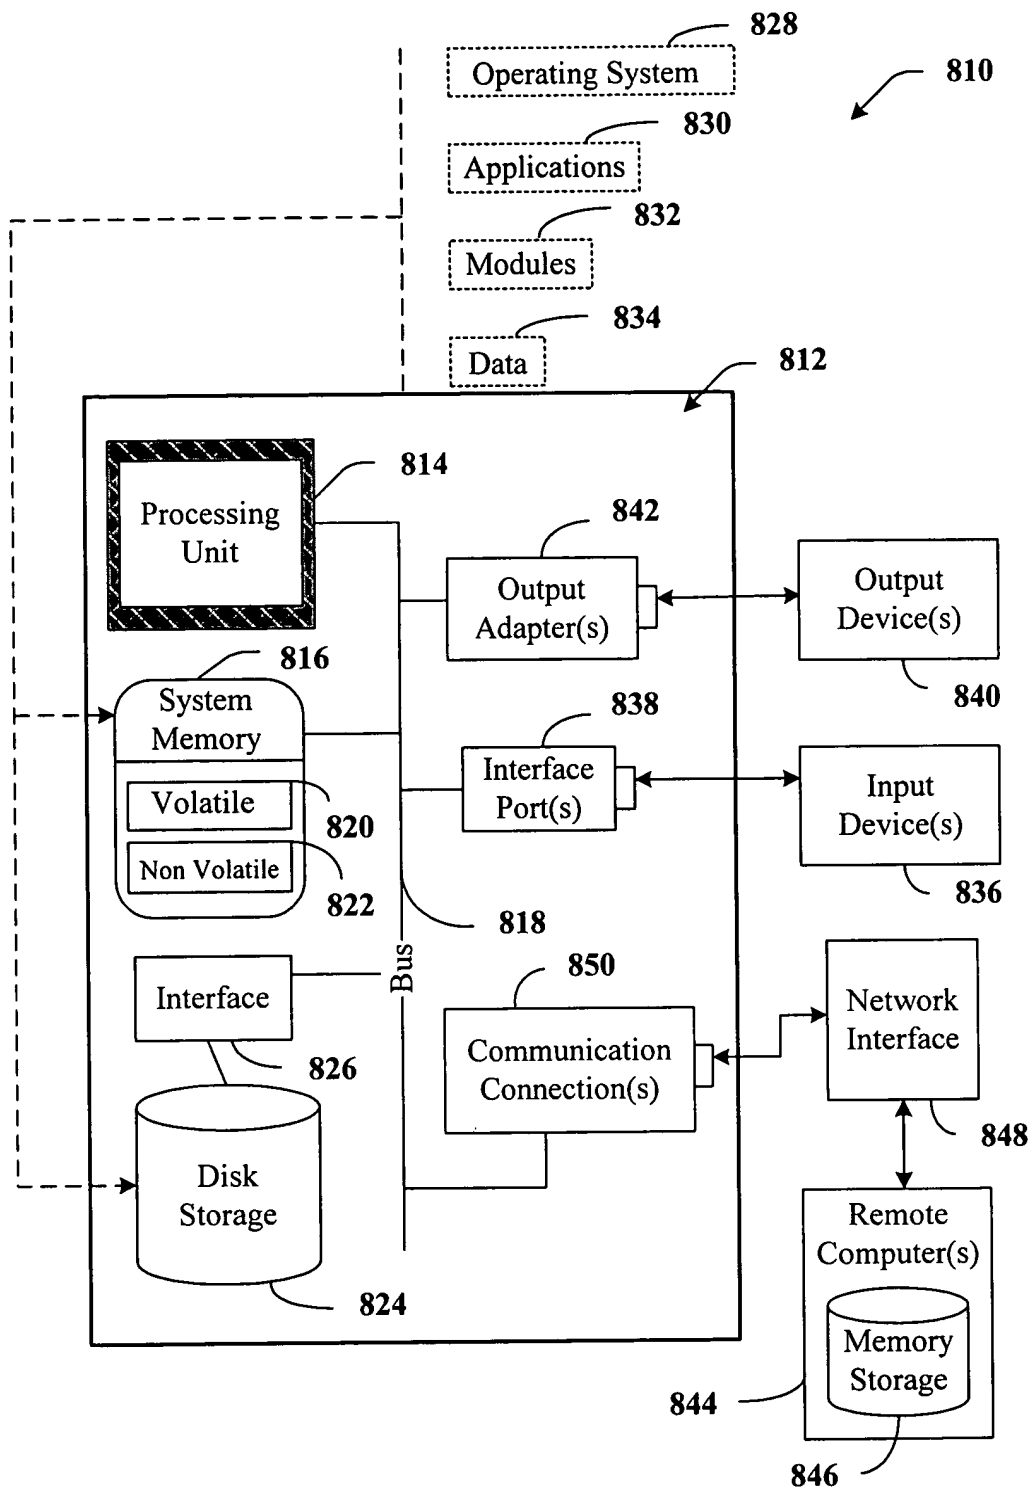 828
Operating System
810
830
Applications
832
Modules
834
Data
812
814
Processing
Unit
842
Output
Adapter(s)
Output
Device(s)
840
816
System
Memory
838
Interface
Port(s)
Input
Device(s)
836
Volatile
820
Non Volatile
822
818
Bus
850
Interface
826
Communication
Connection(s)
Network
Interface
848
Disk
Storage
824
Remote
Computer(s)
Memory
Storage
844
846